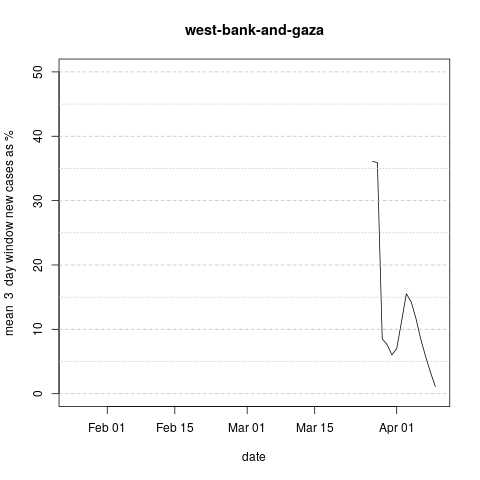 west-bank-and-gaza
mean 3 day window new cases as %
50
40
30
20
10
0
Feb 01
Feb 15
Mar 01
Mar 15
Apr 01
date